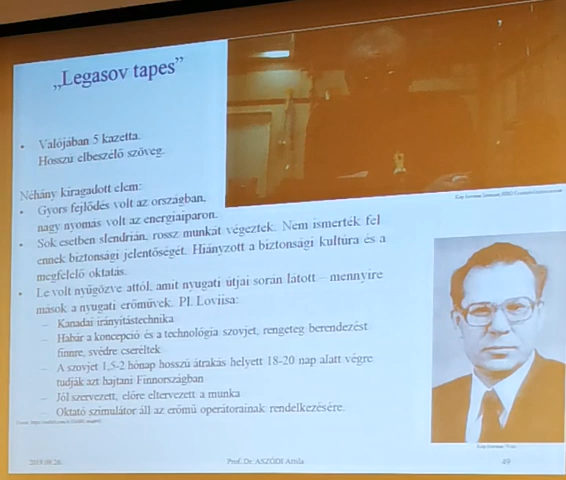 „Legasov tapes”
• Valójában 5 kazetta.
Hosszú elbeszélő szöveg.
Néhány kiragadott elem:
• Gyors fejlődés volt az országban,
nagy nyomás volt az energiaiparon.
• Sok esetben slendrián, rossz munkát végeztek. Nem ismerték fel
ennek biztonsági jelentőségét. Hiányzott a biztonsági kultúra és a
megfelelő oktatás.
• Le volt nyűgözve attól, amit nyugati útjai során látott – mennyire
mások a nyugati erőművek. Pl. Loviisa:
– Kanadai irányítástechnika
– Habár a koncepció és a technológia szovjet, rengeteg berendezést
finnre, svédre cseréltek
– A szovjet 1,5-2 hónap hosszú átrakás helyett 18-20 nap alatt végre
tudják azt hajtani Finnországban
– Jól szervezett, előre eltervezett a munka
– Oktató szimulátor áll az erőmű operátorainak rendelkezésére.
2019.09.26.
Prof. Dr. ASZÓDI Attila
49